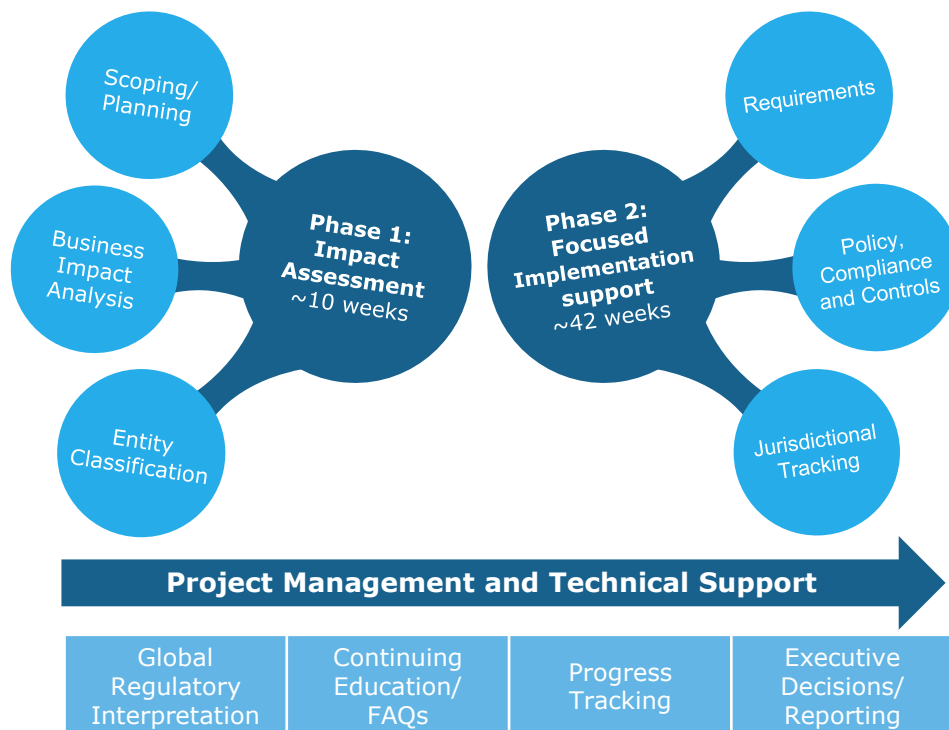 Scoping/
Planning
Business
Impact
Analysis
Entity
Classification
Phase 1:
Impact
Assessment
~10 weeks
Phase 2:
Focused
Implementation
support
~42 weeks
Requirements
Policy,
Compliance
and Controls
Jurisdictional
Tracking
Project Management and Technical Support
Global
Regulatory
Interpretation
Continuing
Education/
FAQs
Progress
Tracking
Executive
Decisions/
Reporting